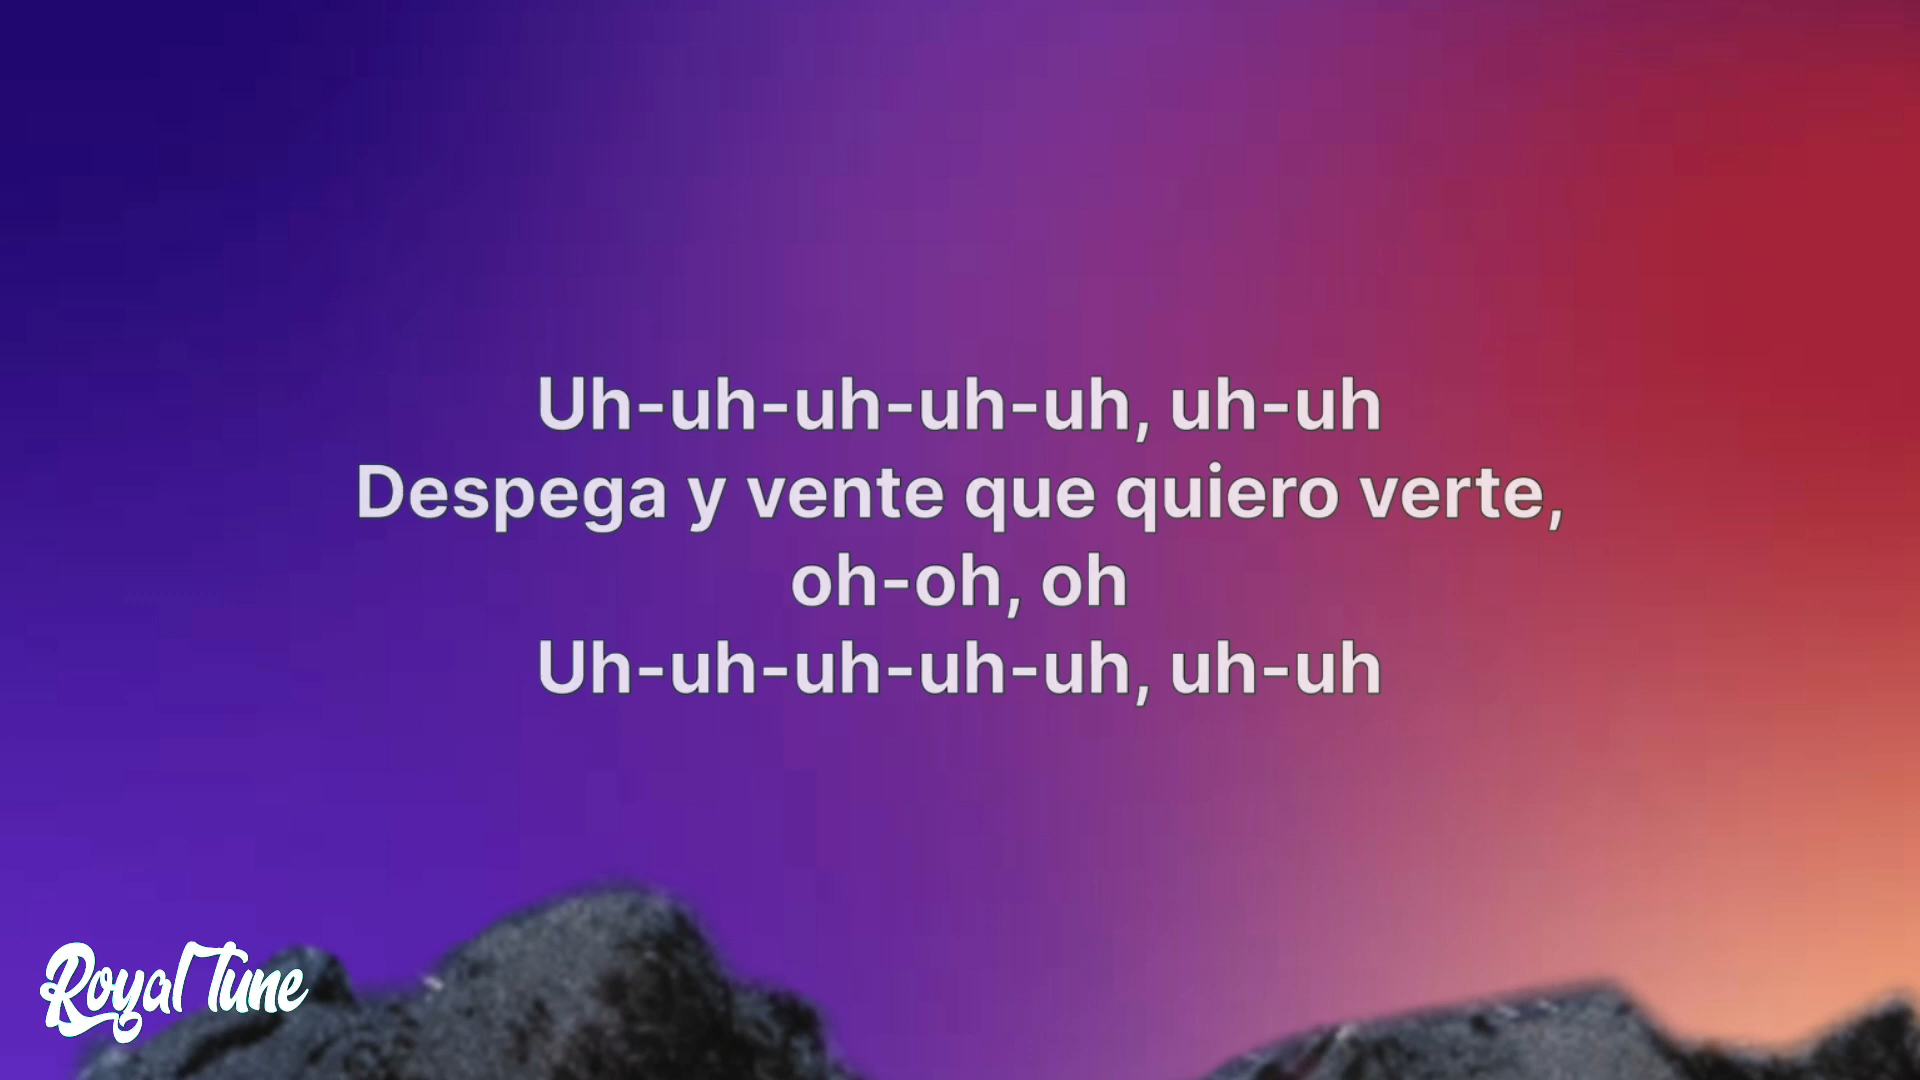 Uh-uh-uh-uh-uh, uh-uh
Despega y vente que quiero verte,
oh-oh, oh
Uh-uh-uh-uh-uh, uh-uh
Royal Tune